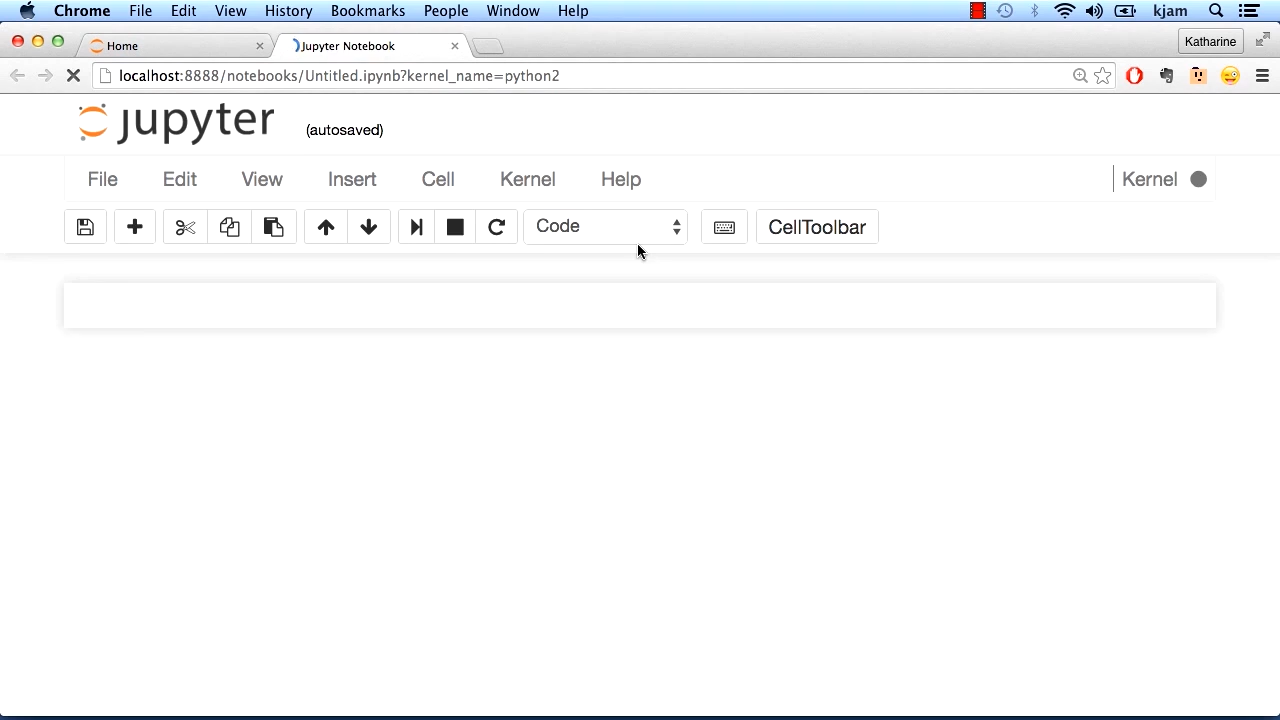 Chrome File Edit View History Bookmarks People Window Help kjam
Home Jupyter Notebook Katharine
localhost:8888/notebooks/Untitled.ipynb?kernel_name=python2
jupyter (autosaved)
File Edit View Insert Cell Kernel Help Kernel
Code CellToolbar